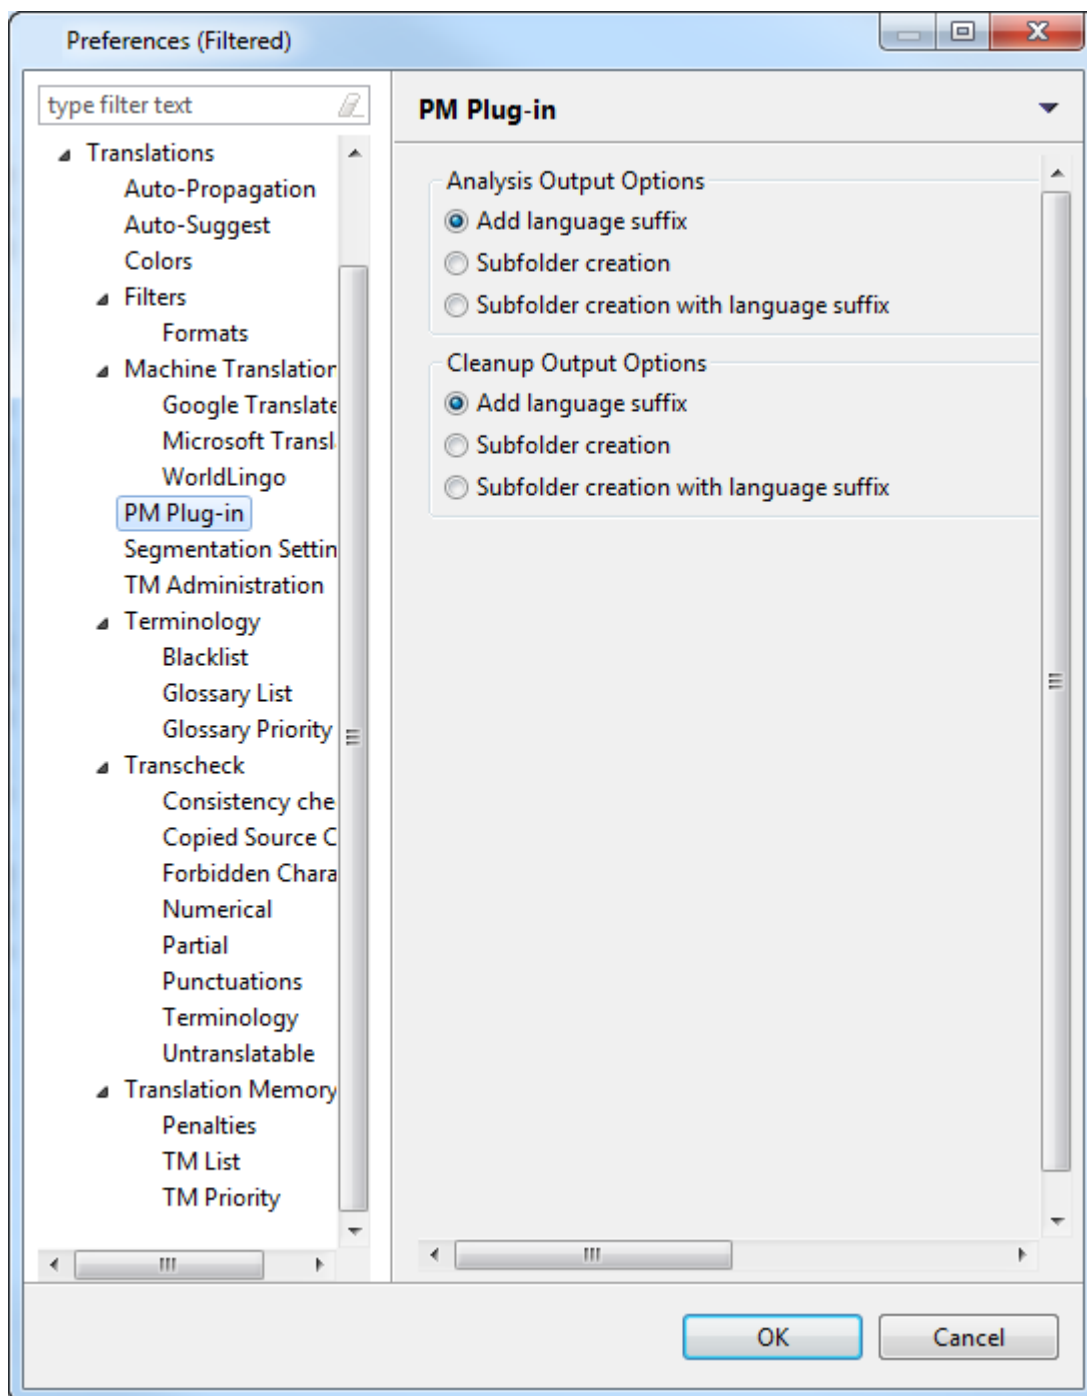 Preferences (Filtered)
type filter text
Translations
Auto-Propagation
Auto-Suggest
Colors
Filters
Formats
Machine Translation
Google Translate
Microsoft Transl
WorldLingo
PM Plug-in
Segmentation Settin
TM Administration
Terminology
Blacklist
Glossary List
Glossary Priority
Transcheck
Consistency che
Copied Source C
Forbidden Chara
Numerical
Partial
Punctuations
Terminology
Untranslatable
Translation Memory
Penalties
TM List
TM Priority
PM Plug-in
Analysis Output Options
Add language suffix
Subfolder creation
Subfolder creation with language suffix
Cleanup Output Options
Add language suffix
Subfolder creation
Subfolder creation with language suffix
OK
Cancel